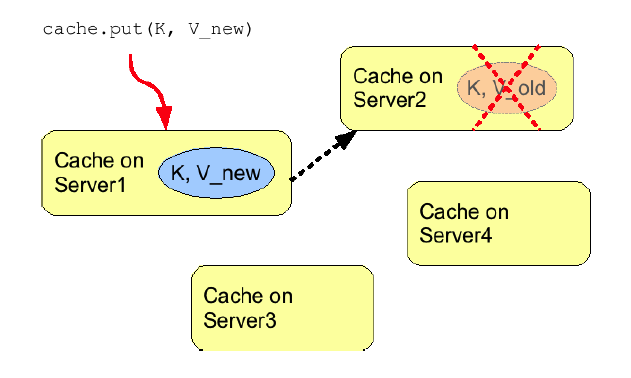 cache.put(K, V_new)
Cache on
Server2
K, V_old
Cache on
Server1
K, V_new
Cache on
Server4
Cache on
Server3